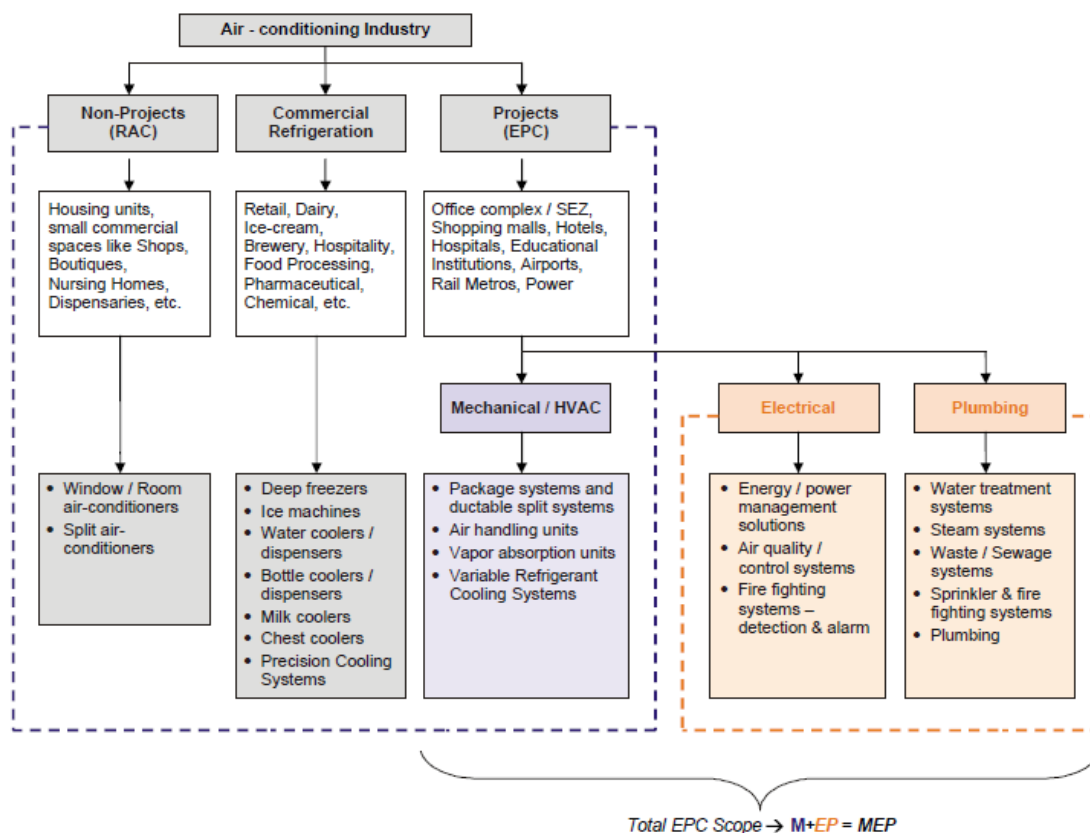 Air - conditioning Industry
Non-Projects
(RAC)
Commercial
Refrigeration
Projects
(EPC)
Housing units,
small commercial
spaces like Shops,
Boutiques,
Nursing Homes,
Dispensaries, etc.
Retail, Dairy,
Ice-cream,
Brewery, Hospitality,
Food Processing,
Pharmaceutical,
Chemical, etc.
Office complex / SEZ,
Shopping malls, Hotels,
Hospitals, Educational
Institutions, Airports,
Rail Metros, Power
Mechanical / HVAC
Electrical
Plumbing
• Window / Room
air-conditioners
• Split air-
conditioners
• Deep freezers
• Ice machines
• Water coolers /
dispensers
• Bottle coolers /
dispensers
• Milk coolers
• Chest coolers
• Precision Cooling
Systems
• Package systems and
ductable split systems
• Air handling units
• Vapor absorption units
• Variable Refrigerant
Cooling Systems
• Energy / power
management
solutions
• Air quality /
control systems
• Fire fighting
systems –
detection & alarm
• Water treatment
systems
• Steam systems
• Waste / Sewage
systems
• Sprinkler & fire
fighting systems
• Plumbing
Total EPC Scope → M+EP = MEP